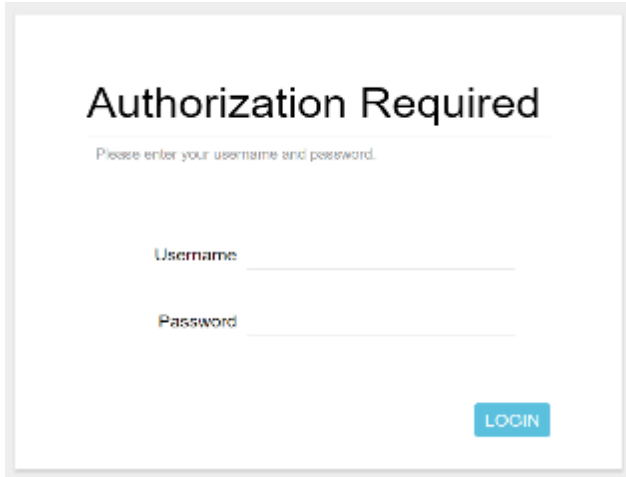 Authorization Required
Please enter your username and password.
Username
Password
LOGIN